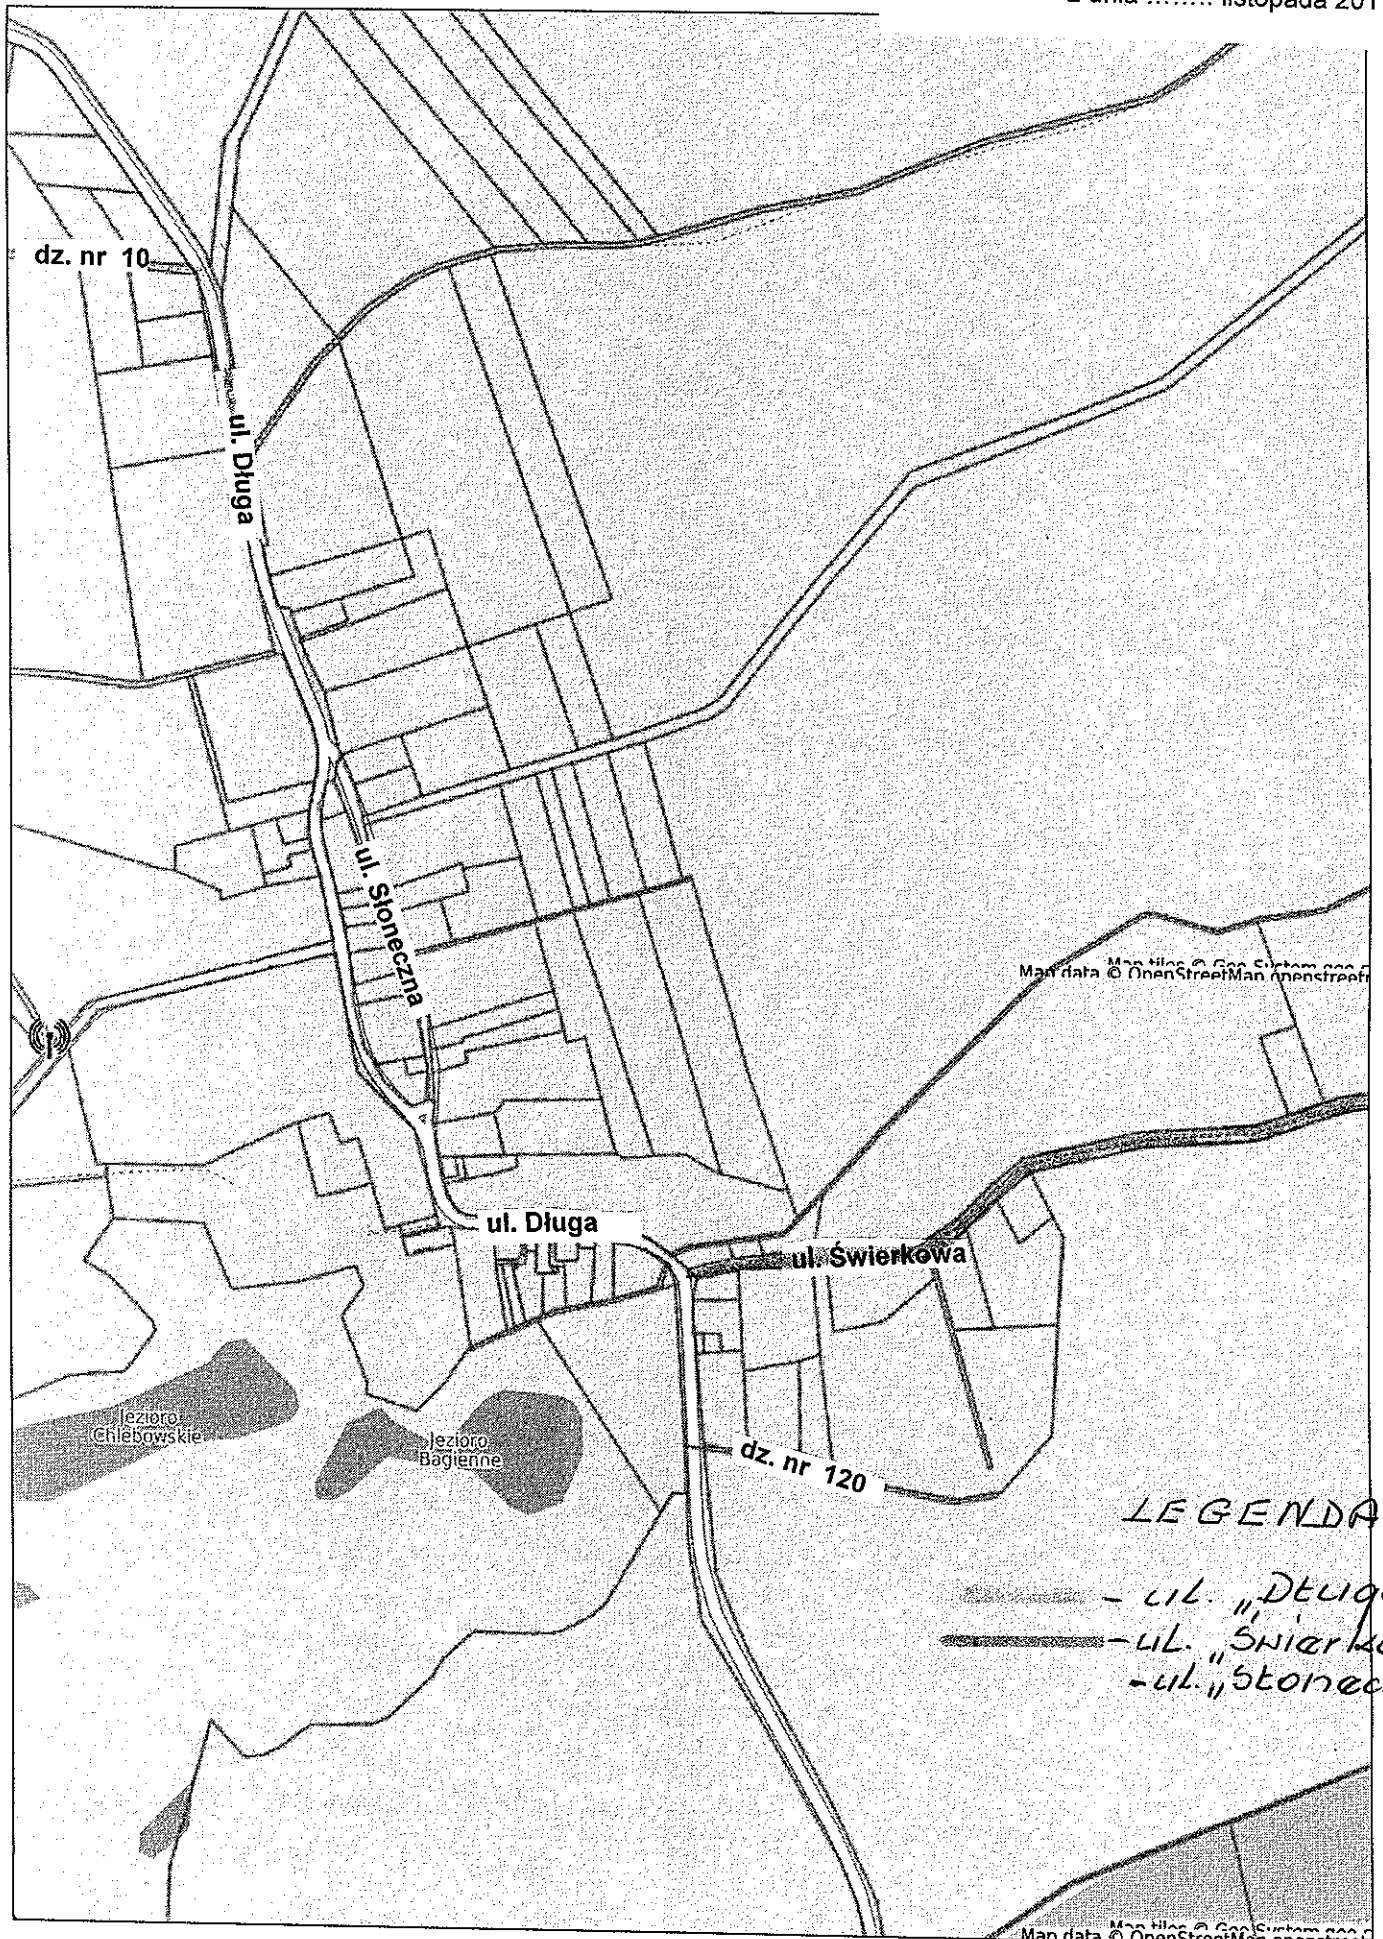 z dnia ........ listopada 201
dz. nr 10
ul. Długa
ul. Słoneczna
Map data © OpenStreetMap
ul. Długa
ul. Świerkowa
Jezioro
Chlebowskie
Jezioro
Bagienne
dz. nr 120
LEGENDA
- ul. „Dług
- ul. „Świerk
- ul. „Słonec
Map data © OpenStreetMap